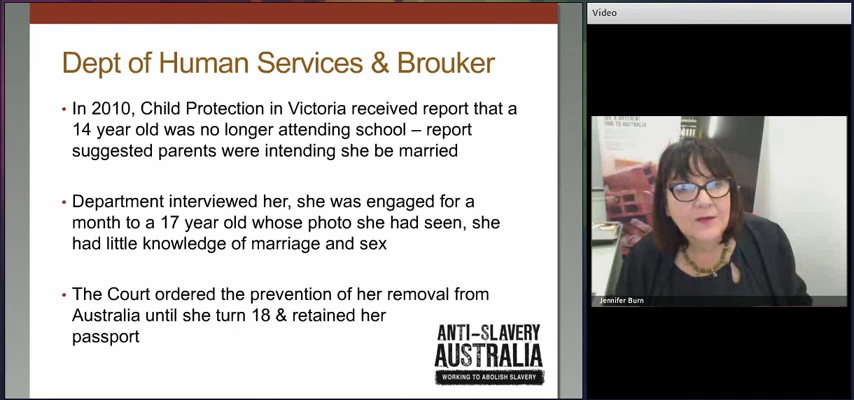 Dept of Human Services & Brouker
• In 2010, Child Protection in Victoria received report that a
14 year old was no longer attending school – report
suggested parents were intending she be married
• Department interviewed her, she was engaged for a
month to a 17 year old whose photo she had seen, she
had little knowledge of marriage and sex
• The Court ordered the prevention of her removal from
Australia until she turn 18 & retained her
passport
ANTI-SLAVERY
AUSTRALIA
WORKING TO ABOLISH SLAVERY
Video
Jennifer Burn